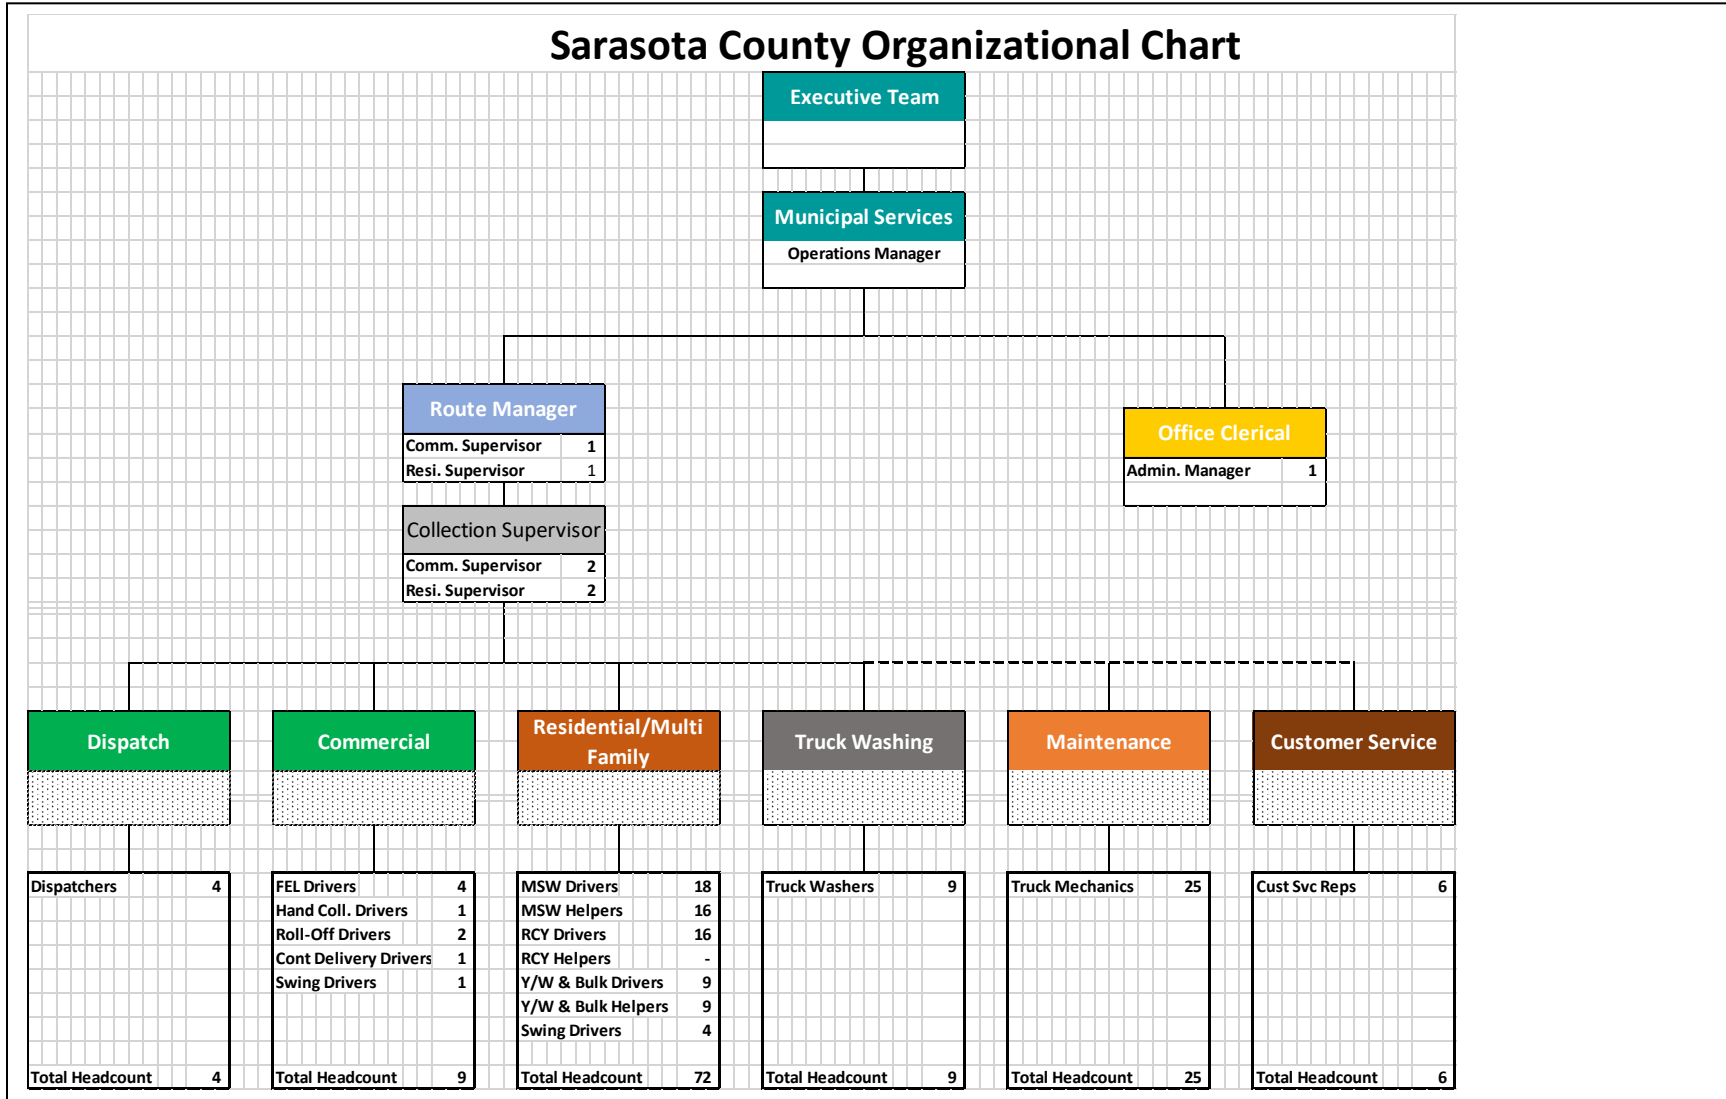 Sarasota County Organizational Chart
Executive Team
Municipal Services
Operations Manager
Route Manager
Comm. Supervisor 1
Resi. Supervisor 1
Office Clerical
Admin. Manager 1
Collection Supervisor
Comm. Supervisor 2
Resi. Supervisor 2
Dispatch
Dispatchers 4
Total Headcount 4
Commercial
FEL Drivers 4
Hand Coll. Drivers 1
Roll-Off Drivers 2
Cont Delivery Drivers 1
Swing Drivers 1
Total Headcount 9
Residential/Multi
Family
MSW Drivers 18
MSW Helpers 16
RCY Drivers 16
RCY Helpers -
Y/W & Bulk Drivers 9
Y/W & Bulk Helpers 9
Swing Drivers 4
Total Headcount 72
Truck Washing
Truck Washers 9
Total Headcount 9
Maintenance
Truck Mechanics 25
Total Headcount 25
Customer Service
Cust Svc Reps 6
Total Headcount 6